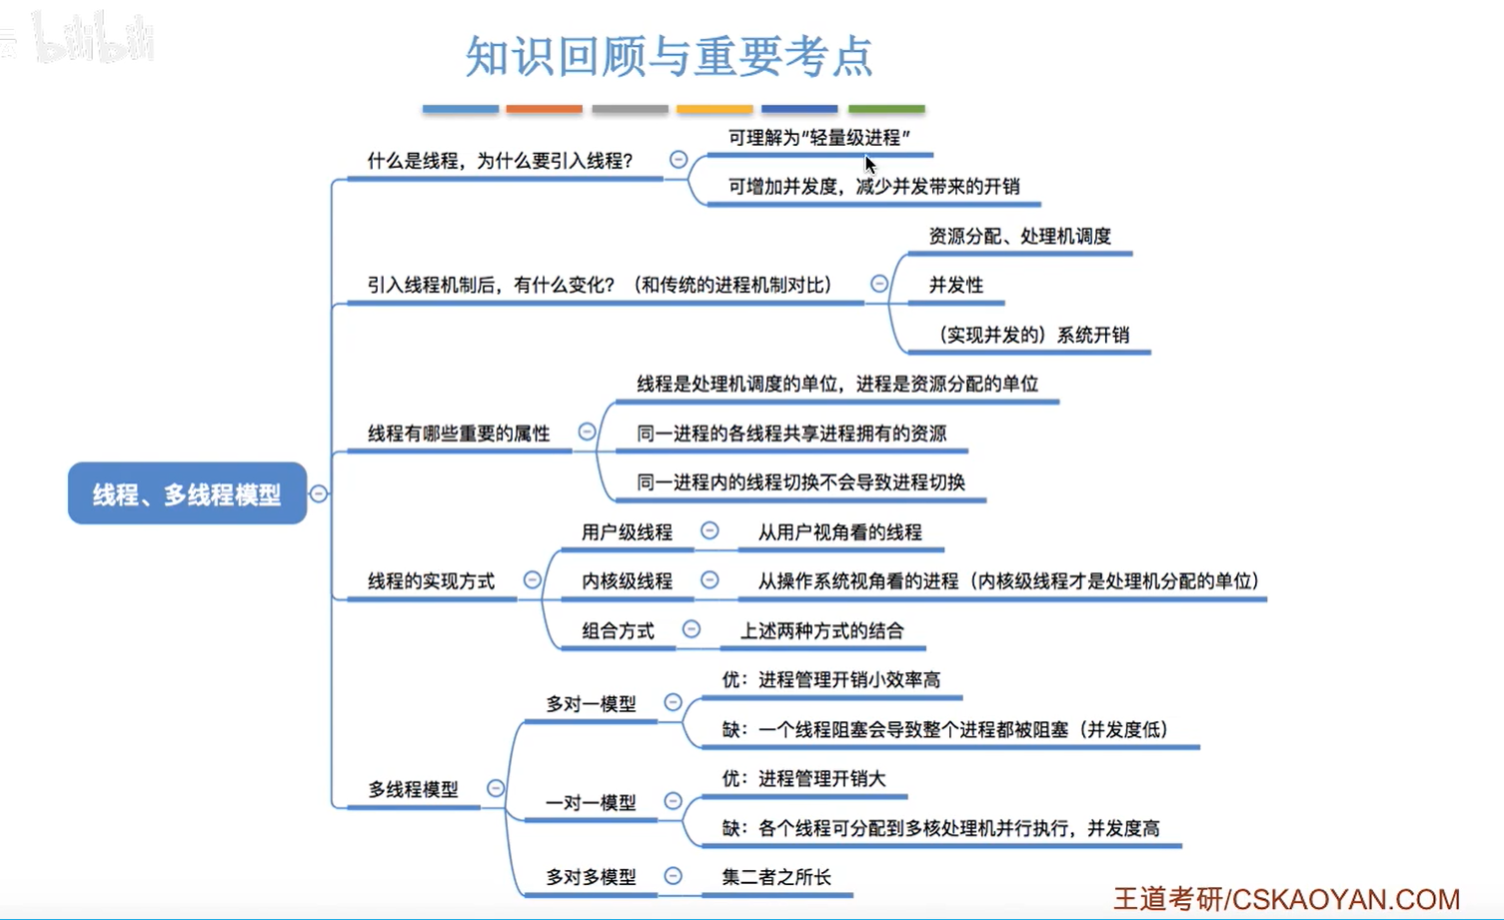 bilibili
知识回顾与重要考点
什么是线程，为什么要引入线程？
可理解为“轻量级进程”
可增加并发度，减少并发带来的开销
引入线程机制后，有什么变化？（和传统的进程机制对比）
资源分配、处理机调度
并发性
（实现并发的）系统开销
线程有哪些重要的属性
线程是处理机调度的单位，进程是资源分配的单位
同一进程的各线程共享进程拥有的资源
同一进程内的线程切换不会导致进程切换
线程、多线程模型
线程的实现方式
用户级线程
从用户视角看的线程
内核级线程
从操作系统视角看的进程（内核级线程才是处理机分配的单位）
组合方式
上述两种方式的结合
多线程模型
多对一模型
优：进程管理开销小效率高
缺：一个线程阻塞会导致整个进程都被阻塞（并发度低）
一对一模型
优：进程管理开销大
缺：各个线程可分配到多核处理机并行执行，并发度高
多对多模型
集二者之所长
王道考研/CSKAOYAN.COM